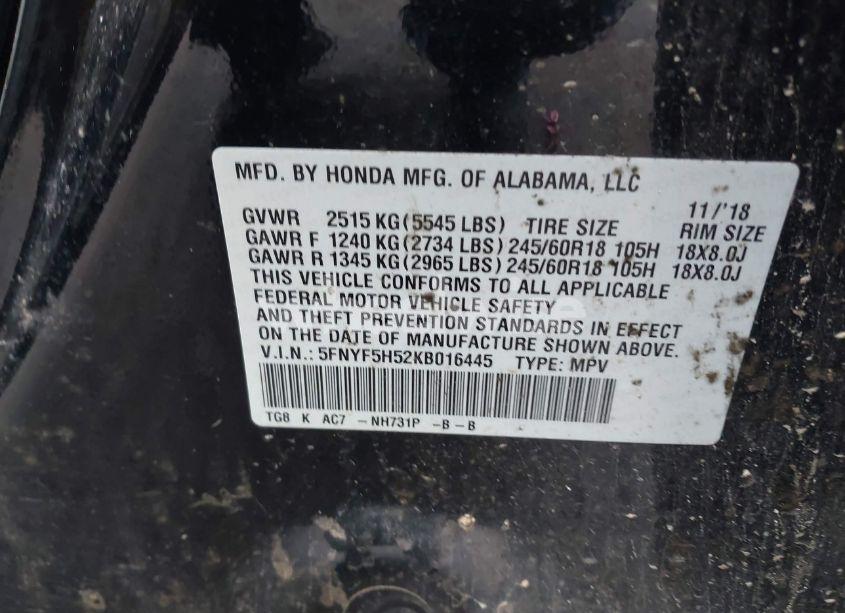 MFD. BY HONDA MFG. OF ALABAMA, LLC
11/'18
GVWR 2515 KG(5545 LBS) TIRE SIZE RIM SIZE
GAWR F 1240 KG(2734 LBS) 245/60R18 105H 18X8.0J
GAWR R 1345 KG(2965 LBS) 245/60R18 105H 18X8.0J
THIS VEHICLE CONFORMS TO ALL APPLICABLE
FEDERAL MOTOR VEHICLE SAFETY
AND THEFT PREVENTION STANDARDS IN EFFECT
ON THE DATE OF MANUFACTURE SHOWN ABOVE.
V.I.N.: 5FNYF5H52KB016445 TYPE: MPV
TG8 K AC7 -NH731P -B-B